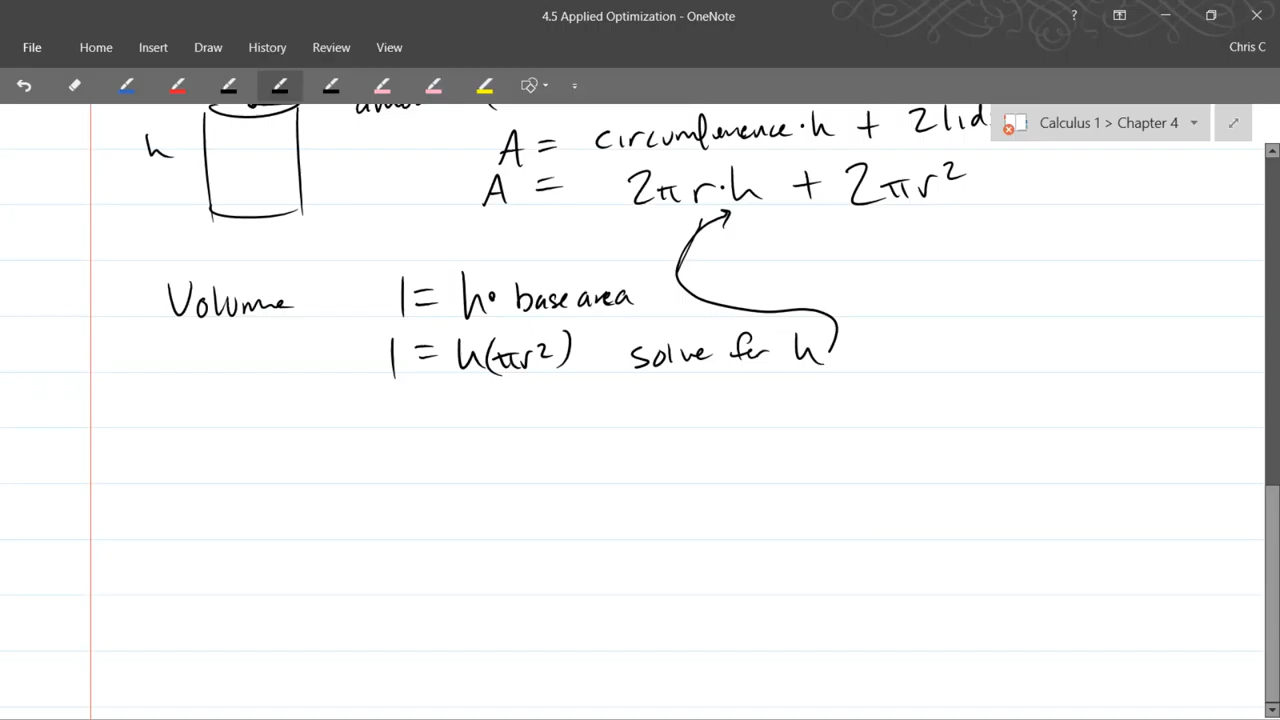 4.5 Applied Optimization - OneNote
?
File Home Insert Draw History Review View Chris C
Calculus 1 > Chapter 4
A = circumference · h + 2 lid
h
A = 2πr·h + 2πr²
Volume 1 = h · base area
1 = h(πr²) solve for h